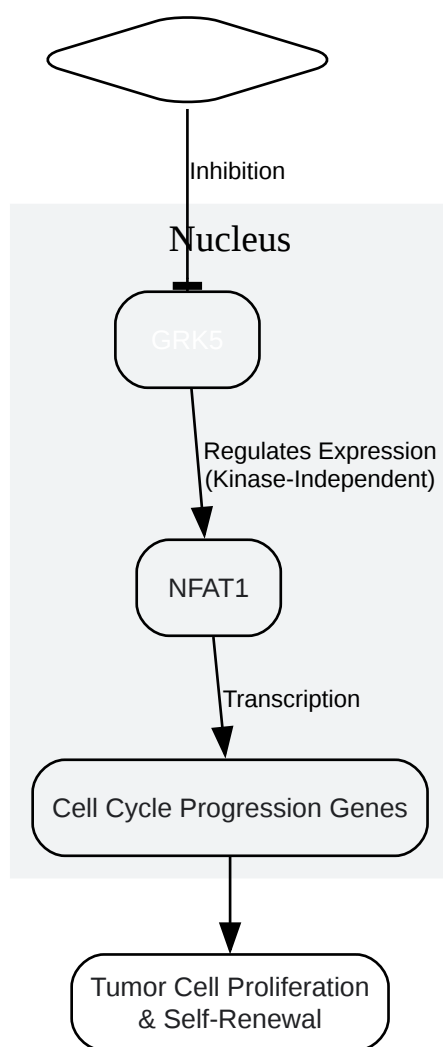 Inhibition
Nucleus
GRK5
Regulates Expression
(Kinase-Independent)
NFAT1
Transcription
Cell Cycle Progression Genes
Tumor Cell Proliferation
& Self-Renewal